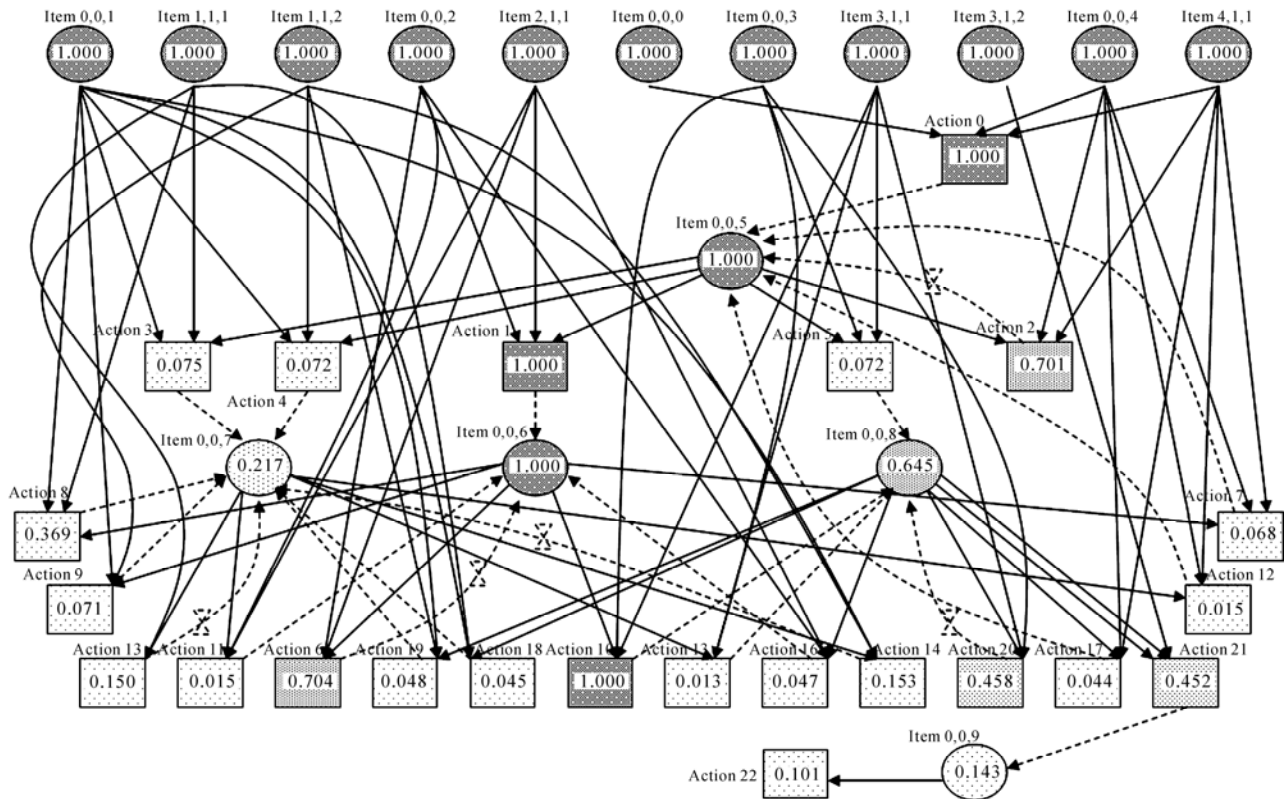 Item 0,0,1 Item 1,1,1 Item 1,1,2 Item 0,0,2 Item 2,1,1 Item 0,0,0 Item 0,0,3 Item 3,1,1 Item 3,1,2 Item 0,0,4 Item 4,1,1
1.000 1.000 1.000 1.000 1.000 1.000 1.000 1.000 1.000 1.000 1.000
Action 0
1.000
Item 0,0,5
1.000
X
Action 3 Action 1 Action 5 Action 2
0.075 0.072 1.000 0.072 0.701
Action 4
Item 0,0,7 Item 0,0,6 Item 0,0,8
0.217 1.000 0.645
Action 8 Action 7
0.369 X 0.068
Action 9 X Action 12
0.071 0.015
X X
Action 13 Action 11 Action 6 Action 19 Action 18 Action 10 Action 13 Action 16 Action 14 Action 20 Action 17 Action 21
0.150 0.015 0.704 0.048 0.045 1.000 0.013 0.047 0.153 0.458 0.044 0.452
Item 0,0,9
Action 22 0.101 0.143